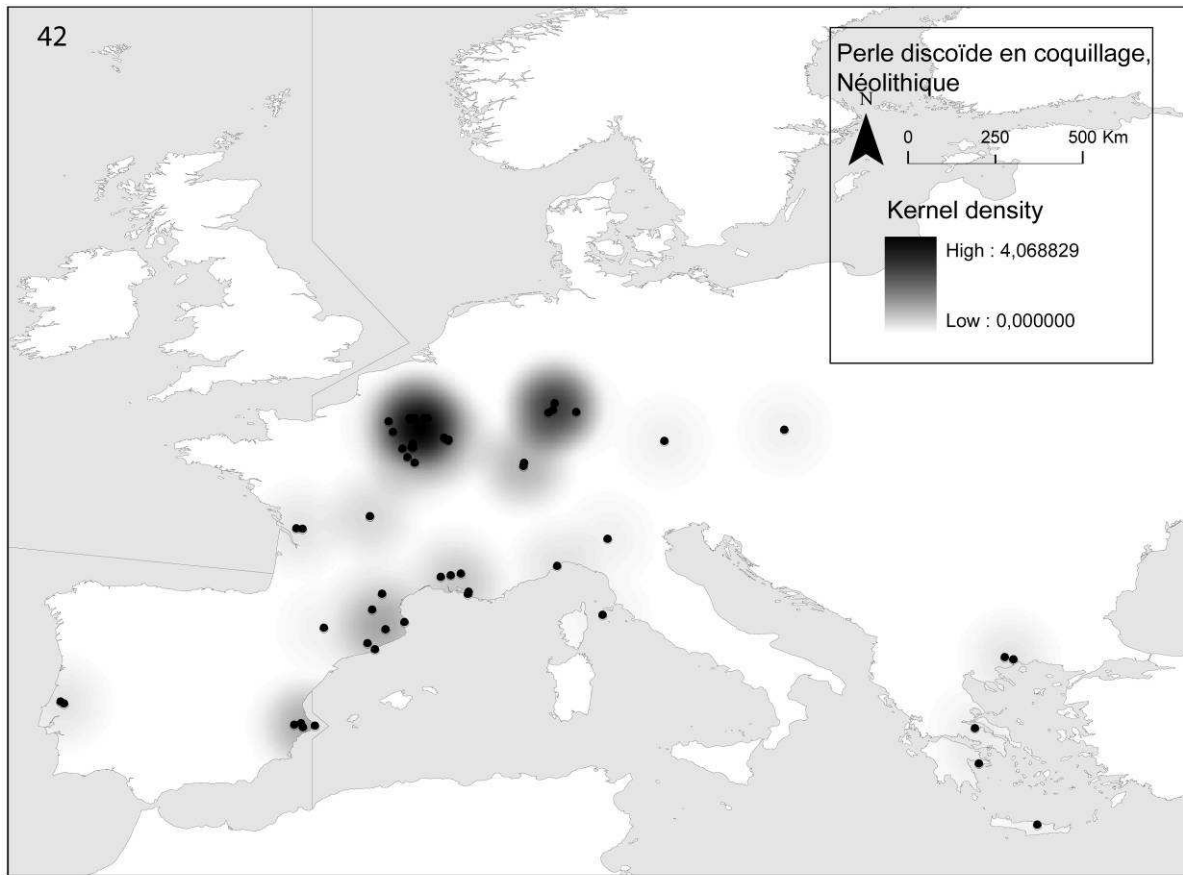 42
Perle discoïde en coquillage,
Néolithique
N
0 250 500 Km
Kernel density
High : 4,068829
Low : 0,000000